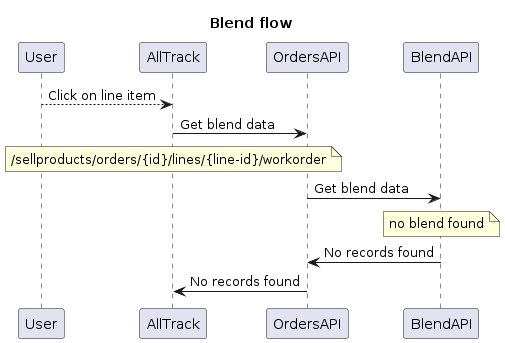 Blend flow
User AllTrack OrdersAPI BlendAPI
Click on line item
Get blend data
/sellproducts/orders/{id}/lines/{line-id}/workorder
Get blend data
no blend found
No records found
No records found
User AllTrack OrdersAPI BlendAPI